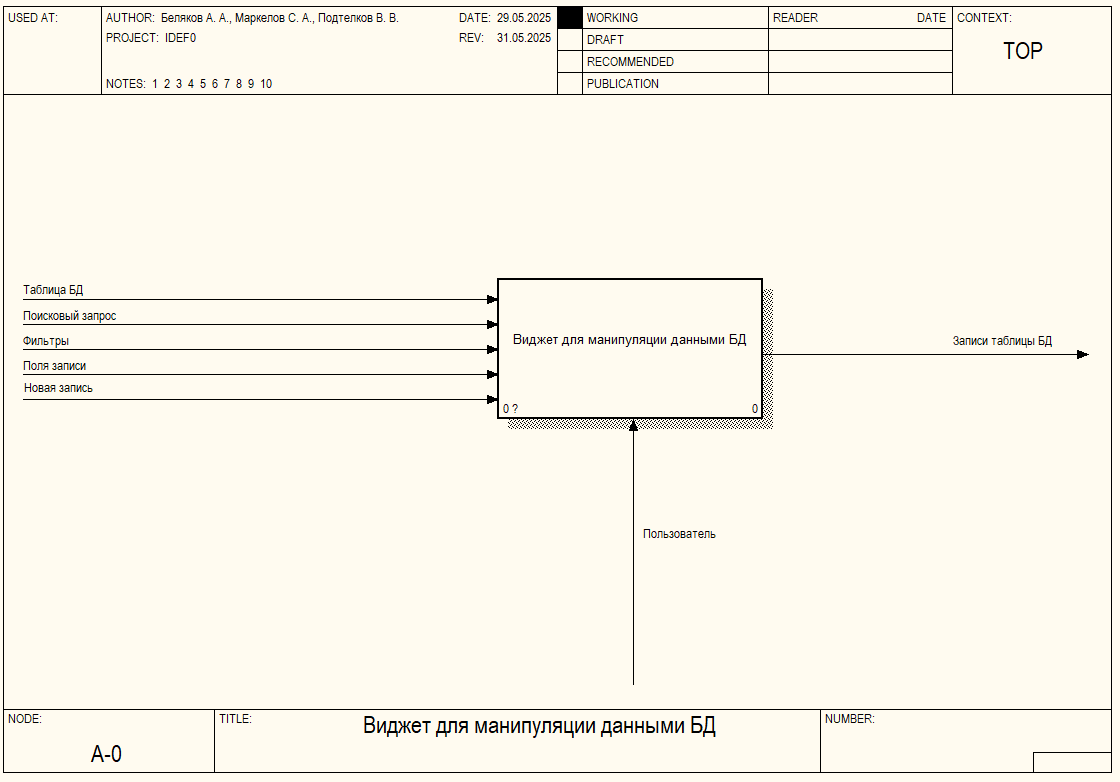 USED AT:
AUTHOR: Беляков А. А., Маркелов С. А., Подтелков В. В.
DATE: 29.05.2025
PROJECT: IDEF0
REV: 31.05.2025
NOTES: 1 2 3 4 5 6 7 8 9 10
WORKING
DRAFT
RECOMMENDED
PUBLICATION
READER
DATE
CONTEXT:
TOP
Таблица БД
Поисковый запрос
Фильтры
Поля записи
Новая запись
Виджет для манипуляции данными БД
0 ?
0
Записи таблицы БД
Пользователь
NODE:
A-0
TITLE:
Виджет для манипуляции данными БД
NUMBER: